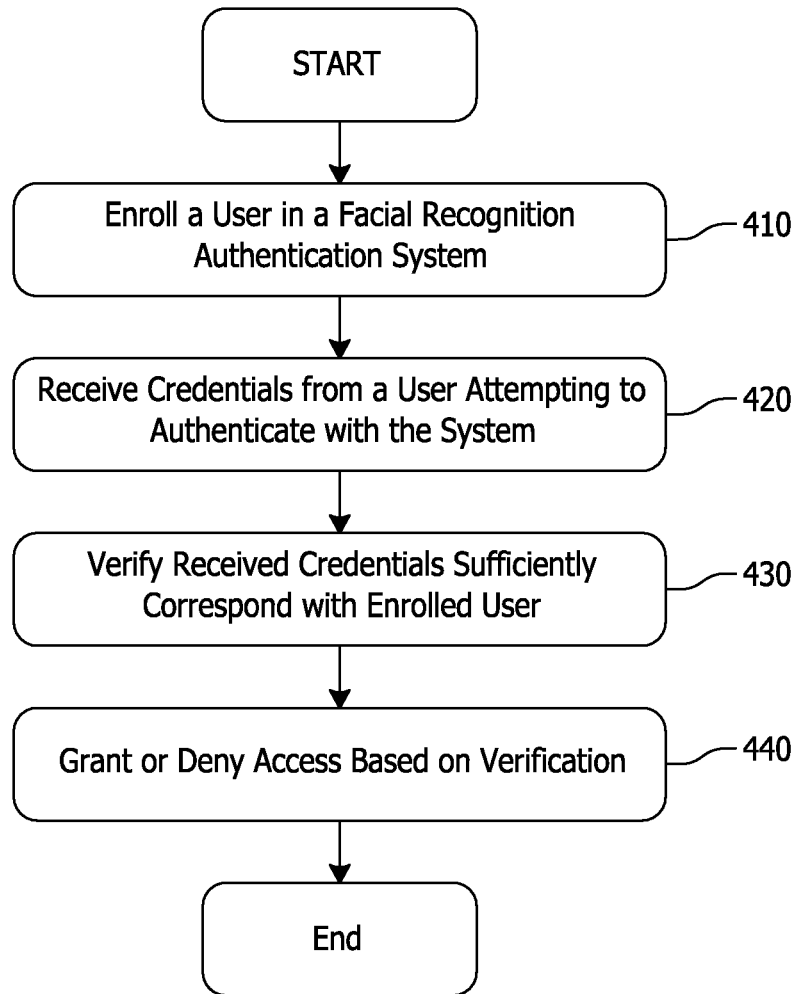 START
Enroll a User in a Facial Recognition
Authentication System
410
Receive Credentials from a User Attempting to
Authenticate with the System
420
Verify Received Credentials Sufficiently
Correspond with Enrolled User
430
Grant or Deny Access Based on Verification
440
End